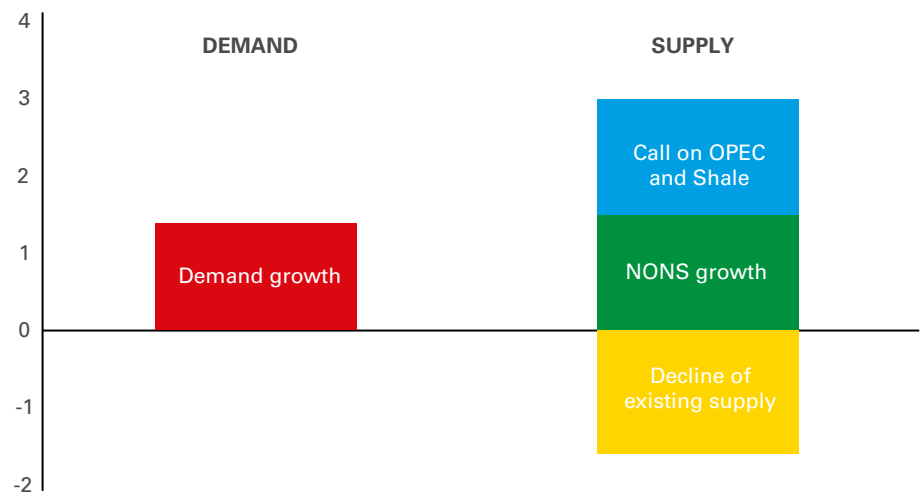 4
DEMAND
SUPPLY
3
Call on OPEC
and Shale
2
1
Demand growth
NONS growth
0
Decline of
existing supply
-1
-2